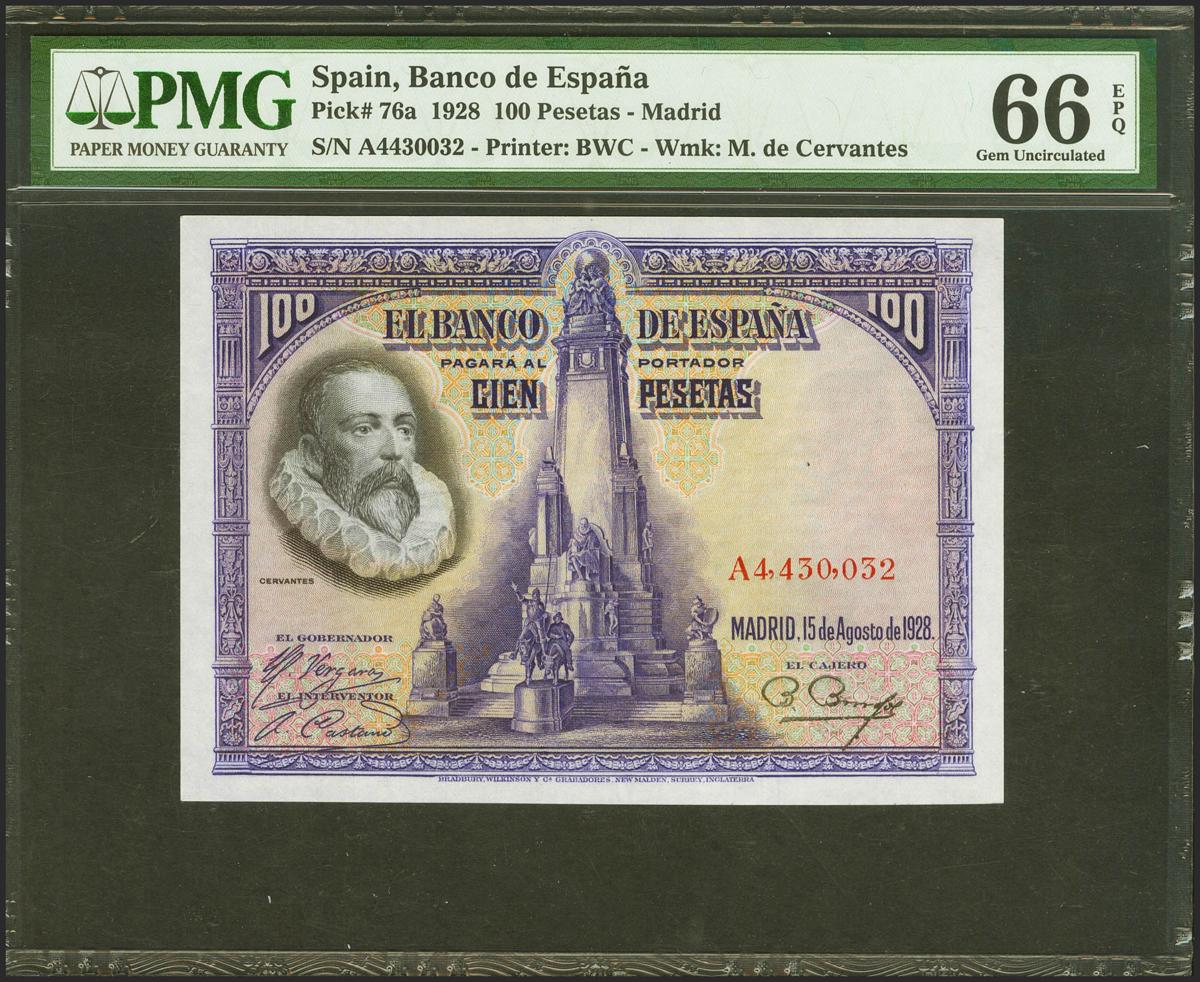 PMG
PAPER MONEY GUARANTY
Spain, Banco de España
Pick# 76a 1928 100 Pesetas - Madrid
S/N A4430032 - Printer: BWC - Wmk: M. de Cervantes
66 EPQ
Gem Uncirculated
100 100
EL BANCO DE ESPAÑA
PAGARÁ AL PORTADOR
CIEN PESETAS
CERVANTES
A4,430,032
MADRID, 15 de Agosto de 1928.
EL GOBERNADOR
Vergara
EL INTERVENTOR
A. Castaño
EL CAJERO
BRADBURY, WILKINSON Y Cª GRABADORES, NEW MALDEN, SURREY, INGLATERRA